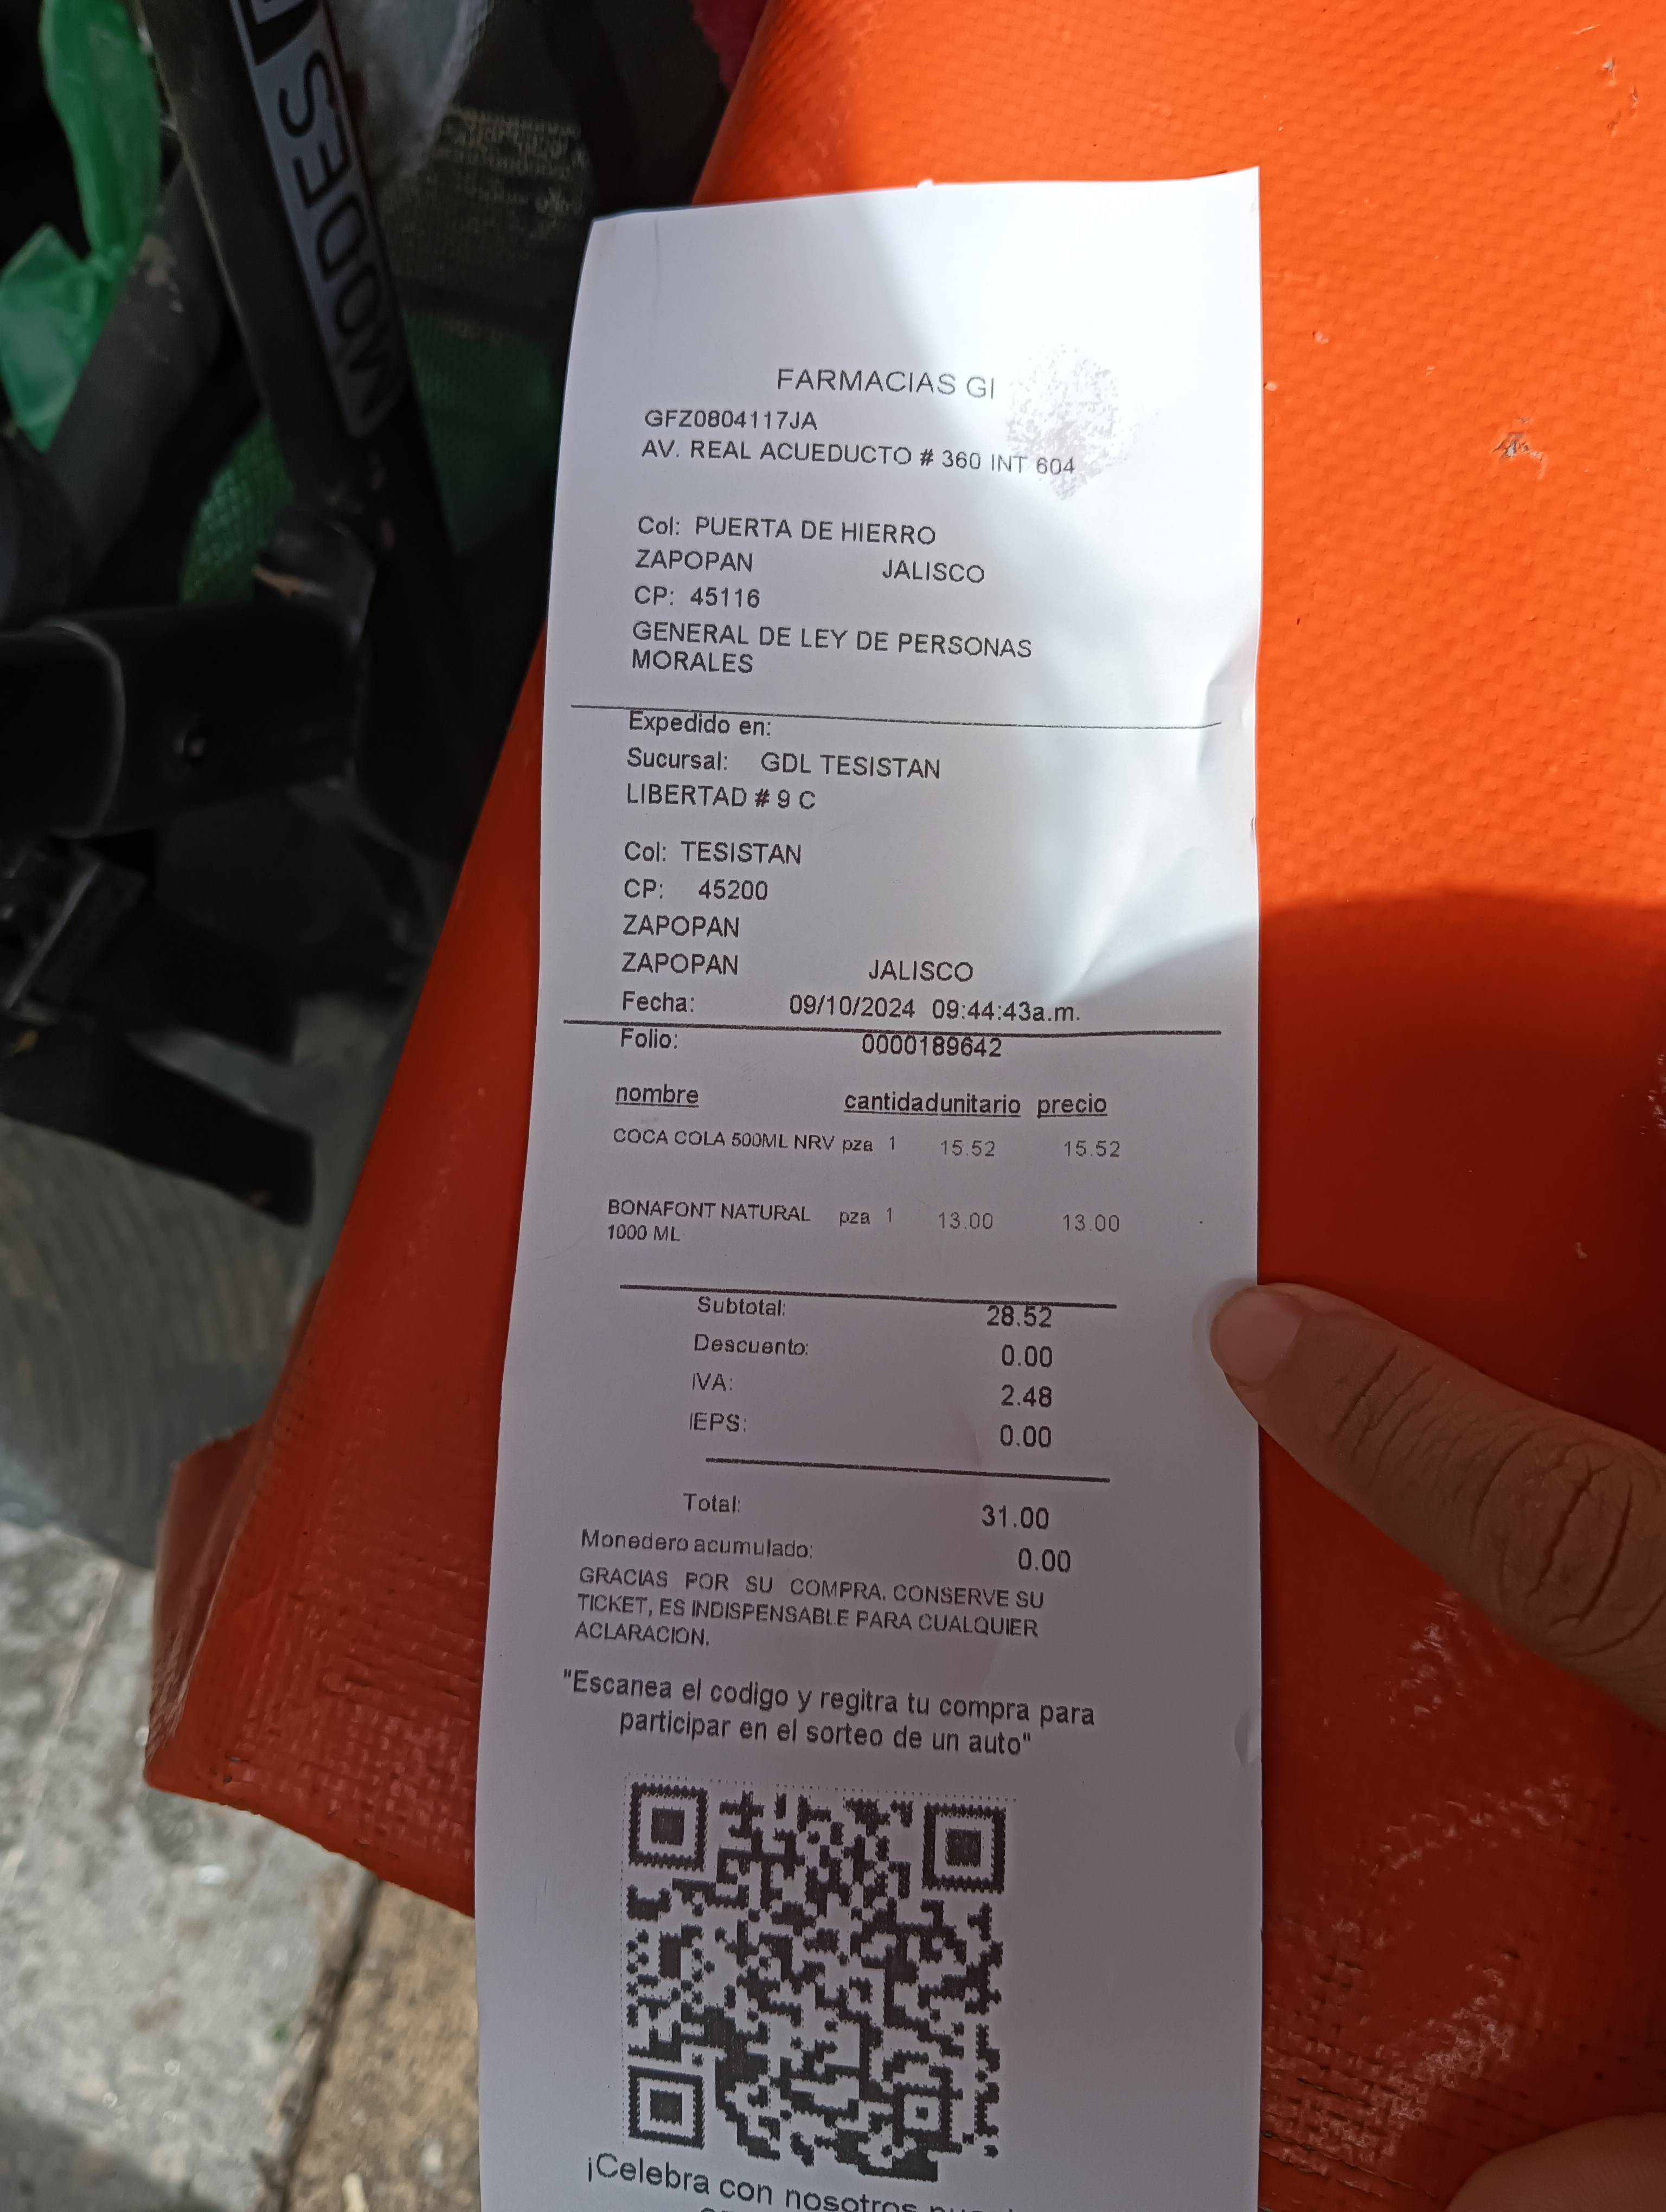 MODES
FARMACIAS GI
GFZ0804117JA
AV. REAL ACUEDUCTO # 360 INT 604
Col: PUERTA DE HIERRO
ZAPOPAN JALISCO
CP: 45116
GENERAL DE LEY DE PERSONAS
MORALES
Expedido en:
Sucursal: GDL TESISTAN
LIBERTAD # 9 C
Col: TESISTAN
CP: 45200
ZAPOPAN
ZAPOPAN JALISCO
Fecha: 09/10/2024 09:44:43a.m.
Folio: 0000189642
nombre cantidadunitario precio
COCA COLA 500ML NRV pza 1 15.52 15.52
BONAFONT NATURAL pza 1 13.00 13.00
1000 ML
Subtotal: 28.52
Descuento: 0.00
IVA: 2.48
IEPS: 0.00
Total: 31.00
Monedero acumulado: 0.00
GRACIAS POR SU COMPRA. CONSERVE SU
TICKET, ES INDISPENSABLE PARA CUALQUIER
ACLARACION.
"Escanea el codigo y regitra tu compra para
participar en el sorteo de un auto"
¡Celebra con nosotros